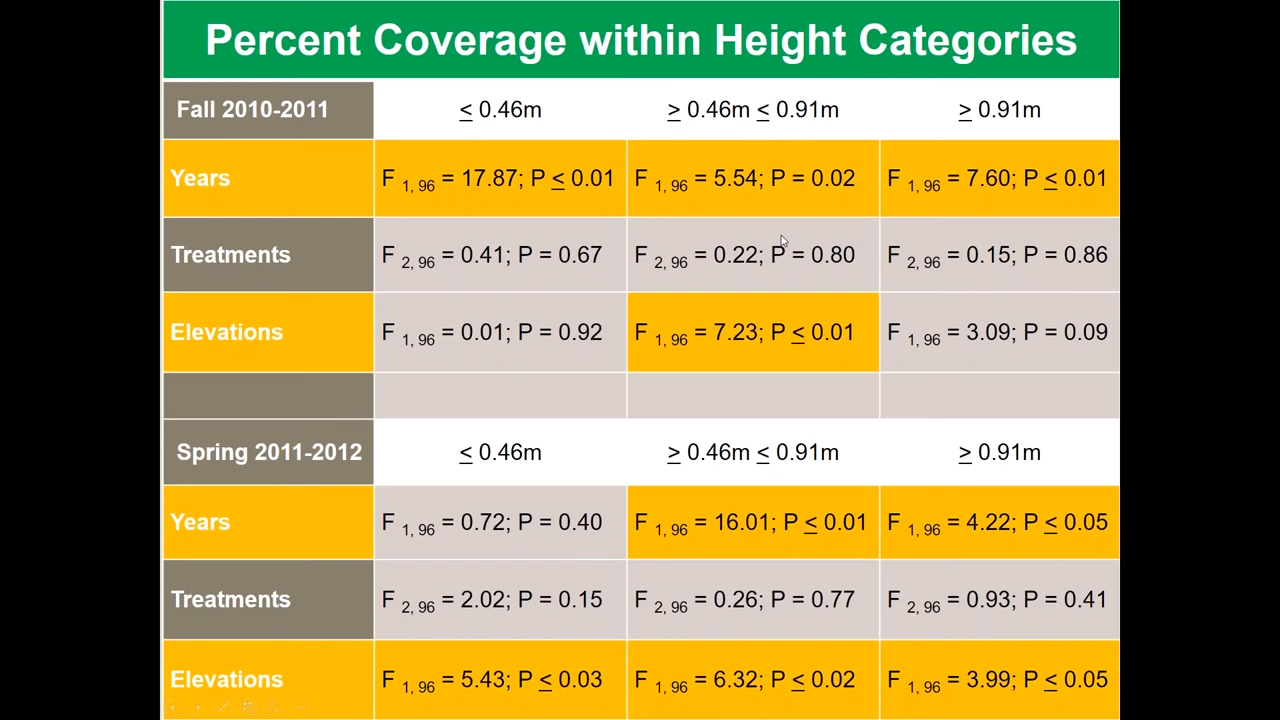 Percent Coverage within Height Categories
Fall 2010-2011 ≤ 0.46m ≥ 0.46m ≤ 0.91m ≥ 0.91m
Years F 1, 96 = 17.87; P ≤ 0.01 F 1, 96 = 5.54; P = 0.02 F 1, 96 = 7.60; P ≤ 0.01
Treatments F 2, 96 = 0.41; P = 0.67 F 2, 96 = 0.22; P = 0.80 F 2, 96 = 0.15; P = 0.86
Elevations F 1, 96 = 0.01; P = 0.92 F 1, 96 = 7.23; P ≤ 0.01 F 1, 96 = 3.09; P = 0.09
Spring 2011-2012 ≤ 0.46m ≥ 0.46m ≤ 0.91m ≥ 0.91m
Years F 1, 96 = 0.72; P = 0.40 F 1, 96 = 16.01; P ≤ 0.01 F 1, 96 = 4.22; P ≤ 0.05
Treatments F 2, 96 = 2.02; P = 0.15 F 2, 96 = 0.26; P = 0.77 F 2, 96 = 0.93; P = 0.41
Elevations F 1, 96 = 5.43; P ≤ 0.03 F 1, 96 = 6.32; P ≤ 0.02 F 1, 96 = 3.99; P ≤ 0.05